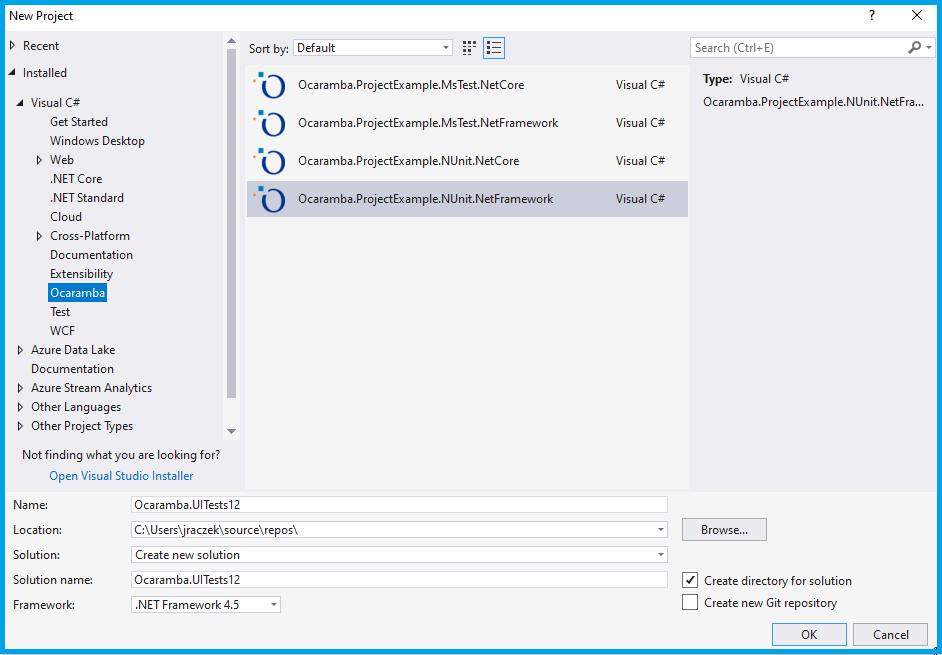 New Project
?
Recent
Installed
Visual C#
Get Started
Windows Desktop
Web
.NET Core
.NET Standard
Cloud
Cross-Platform
Documentation
Extensibility
Ocaramba
Test
WCF
Azure Data Lake
Documentation
Azure Stream Analytics
Other Languages
Other Project Types
Not finding what you are looking for?
Open Visual Studio Installer
Sort by: Default
Ocaramba.ProjectExample.MsTest.NetCore Visual C#
Ocaramba.ProjectExample.MsTest.NetFramework Visual C#
Ocaramba.ProjectExample.NUnit.NetCore Visual C#
Ocaramba.ProjectExample.NUnit.NetFramework Visual C#
Search (Ctrl+E)
Type: Visual C#
Ocaramba.ProjectExample.NUnit.NetFra...
Name: Ocaramba.UITests12
Location: C:\Users\jraczek\source\repos\ Browse...
Solution: Create new solution
Solution name: Ocaramba.UITests12 Create directory for solution
Framework: .NET Framework 4.5 Create new Git repository
OK Cancel